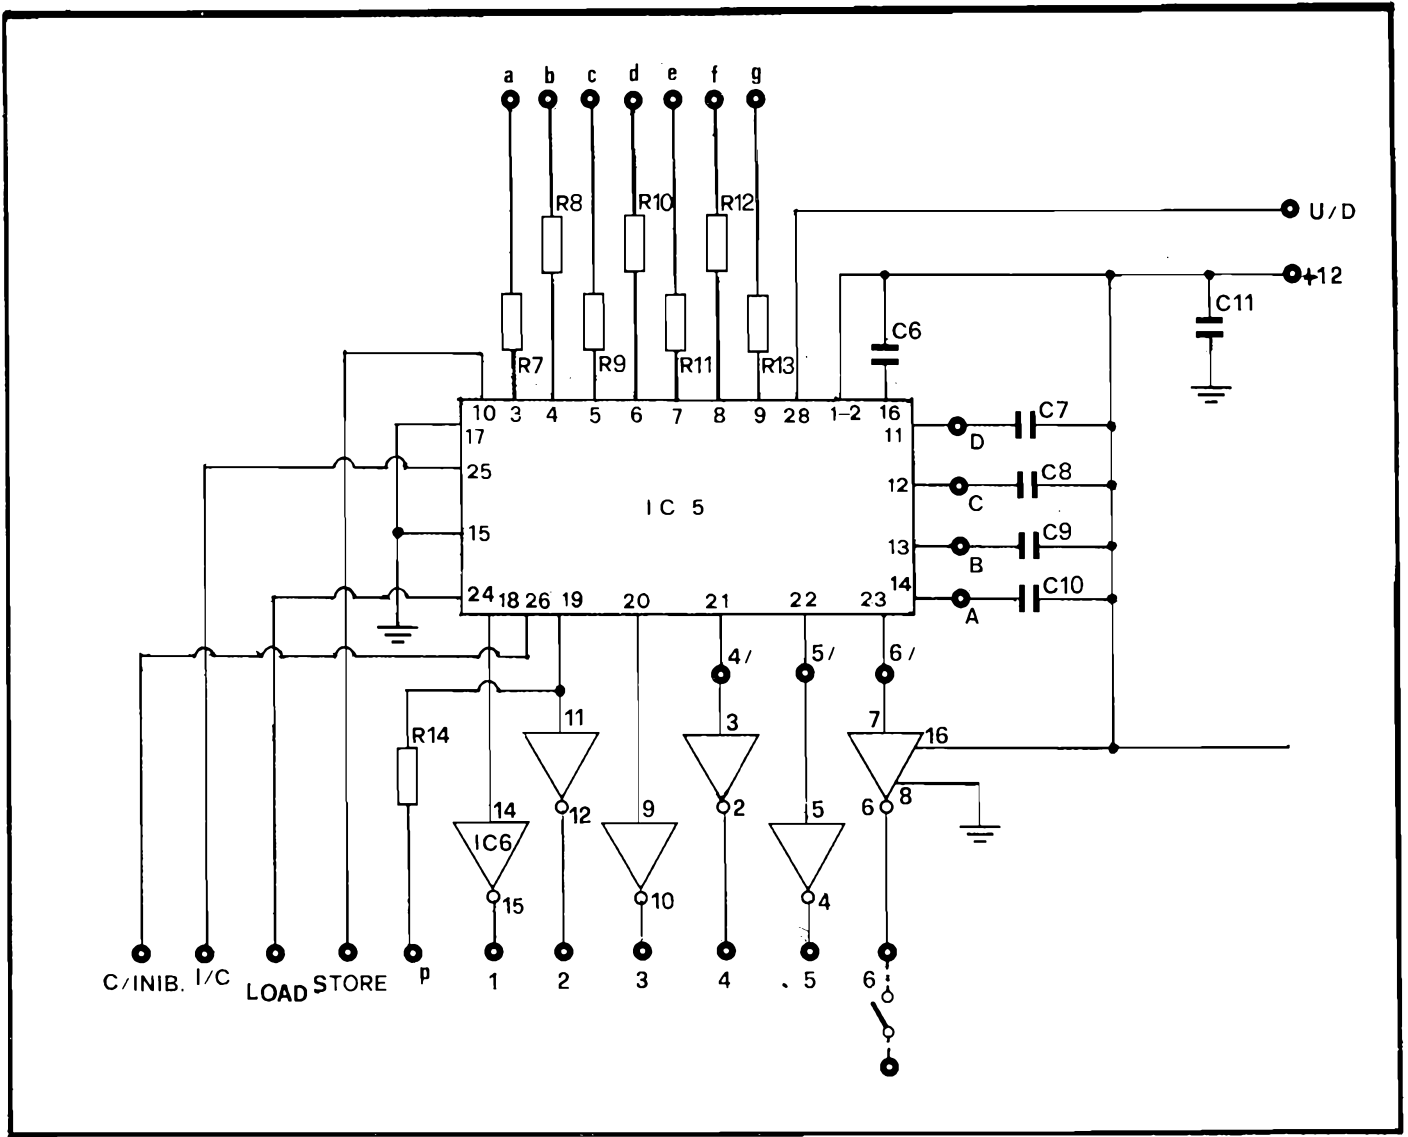 a b c d e f g
R8 R10 R12
U/D
+12
C11
C6
R7 R9 R11 R13
10 3 4 5 6 7 8 9 28 1-2 16
C7
17
11
D
25
C8
12
C
IC 5
15
C9
13
B
14
C10
24 18 26 19 20 21 22 23
A
4/ 5/ 6/
11 3 7
16
R14
8
12 2 6
14 9 5
IC6
15 10 4
C/INIB. I/C LOAD STORE p 1 2 3 4 5 6